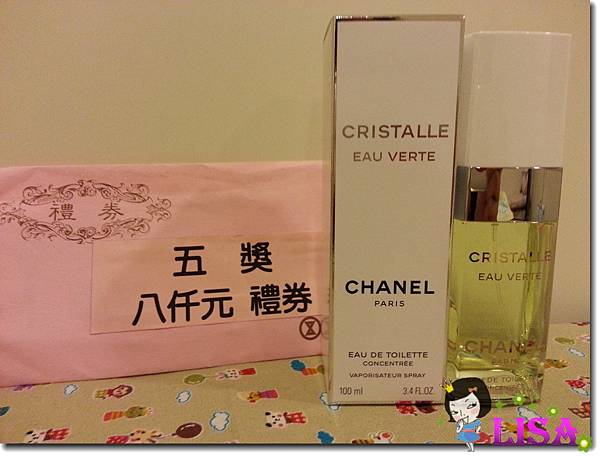 禮 券
五 獎
八仟元 禮券
CRISTALLE
EAU VERTE
CHANEL
PARIS
EAU DE TOILETTE
CONCENTRÉE
VAPORISATEUR SPRAY
100 ml 3.4 FL.OZ.
CRISTALLE
EAU VERTE
CHANEL
PARIS
LISA